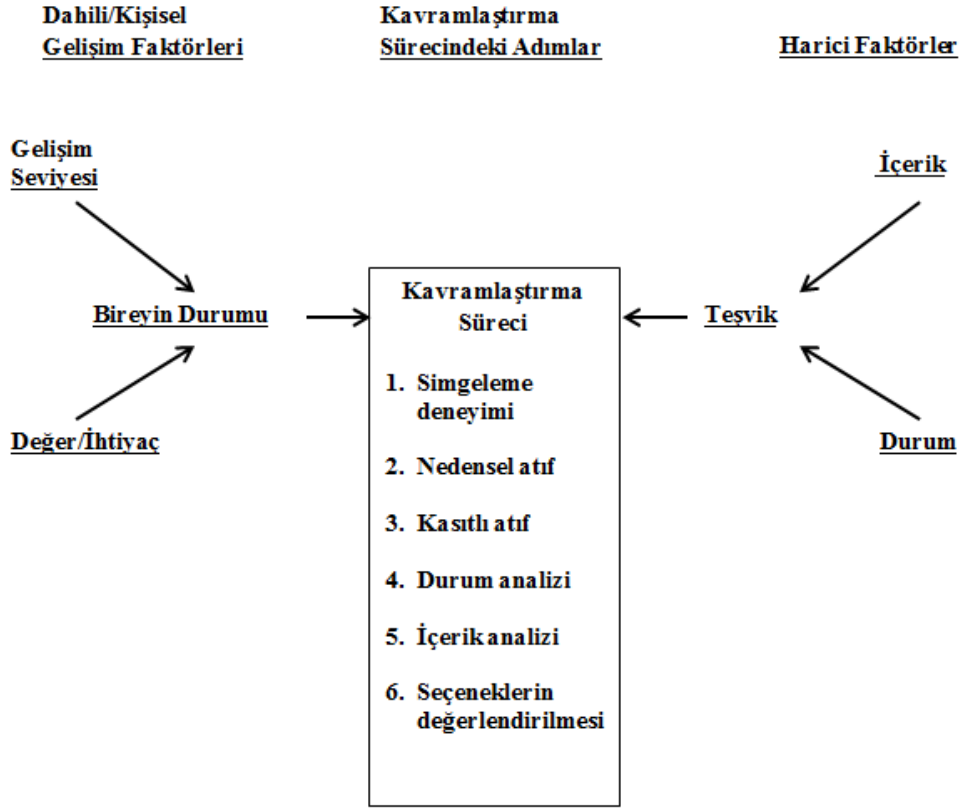 Dahili/Kişisel
Gelişim Faktörleri
Kavramlaştırma
Sürecindeki Adımlar
Harici Faktörler
Gelişim
Seviyesi
İçerik
Bireyin Durumu
Kavramlaştırma
Süreci
Teşvik
1. Simgeleme
deneyimi
2. Nedensel atıf
3. Kasıtlı atıf
4. Durum analizi
5. İçerik analizi
6. Seçeneklerin
değerlendirilmesi
Değer/İhtiyaç
Durum